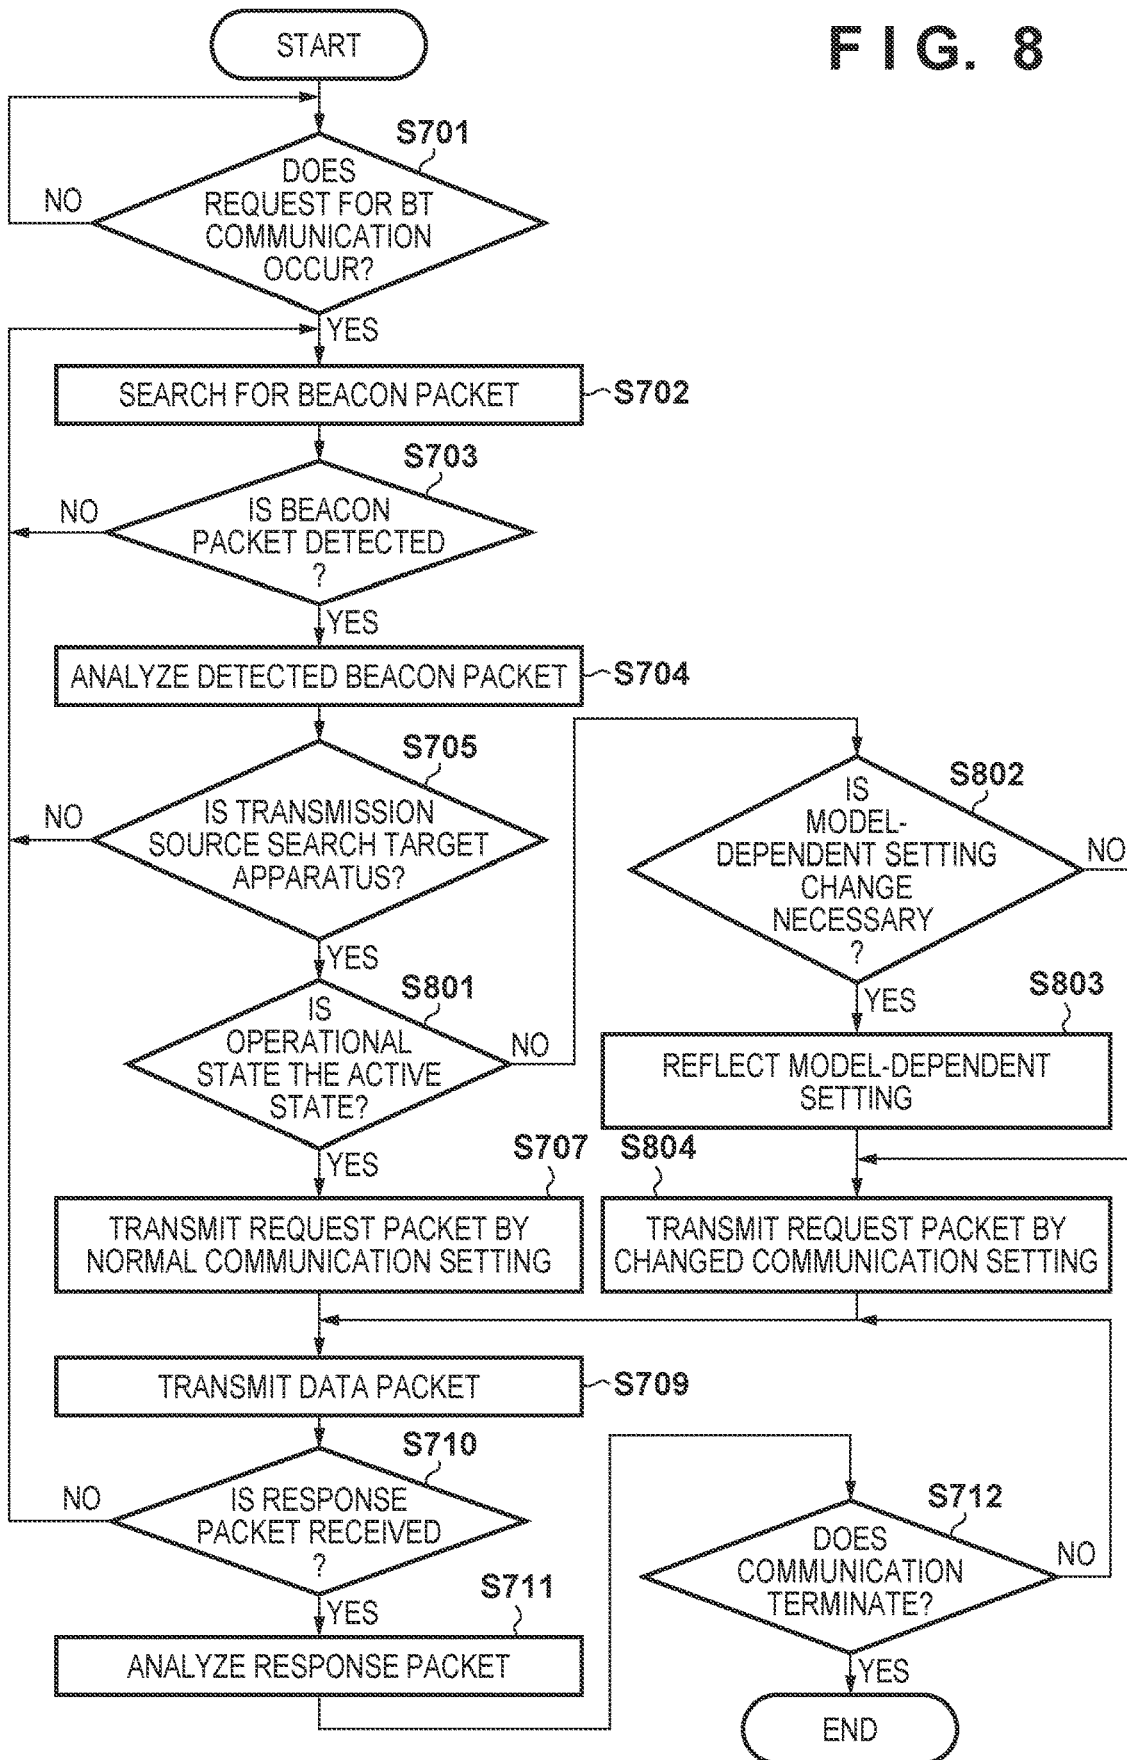 FIG. 8
START
S701
DOES
REQUEST FOR BT
COMMUNICATION
OCCUR?
NO
YES
SEARCH FOR BEACON PACKET
S702
S703
IS BEACON
PACKET DETECTED
?
NO
YES
ANALYZE DETECTED BEACON PACKET
S704
S705
IS TRANSMISSION
SOURCE SEARCH TARGET
APPARATUS?
NO
YES
S801
IS
OPERATIONAL
STATE THE ACTIVE
STATE?
NO
YES
S802
IS
MODEL-
DEPENDENT SETTING
CHANGE
NECESSARY
?
NO
YES
S803
REFLECT MODEL-DEPENDENT
SETTING
S707
TRANSMIT REQUEST PACKET BY
NORMAL COMMUNICATION SETTING
S804
TRANSMIT REQUEST PACKET BY
CHANGED COMMUNICATION SETTING
TRANSMIT DATA PACKET
S709
S710
IS RESPONSE
PACKET RECEIVED
?
NO
YES
S711
ANALYZE RESPONSE PACKET
S712
DOES
COMMUNICATION
TERMINATE?
NO
YES
END